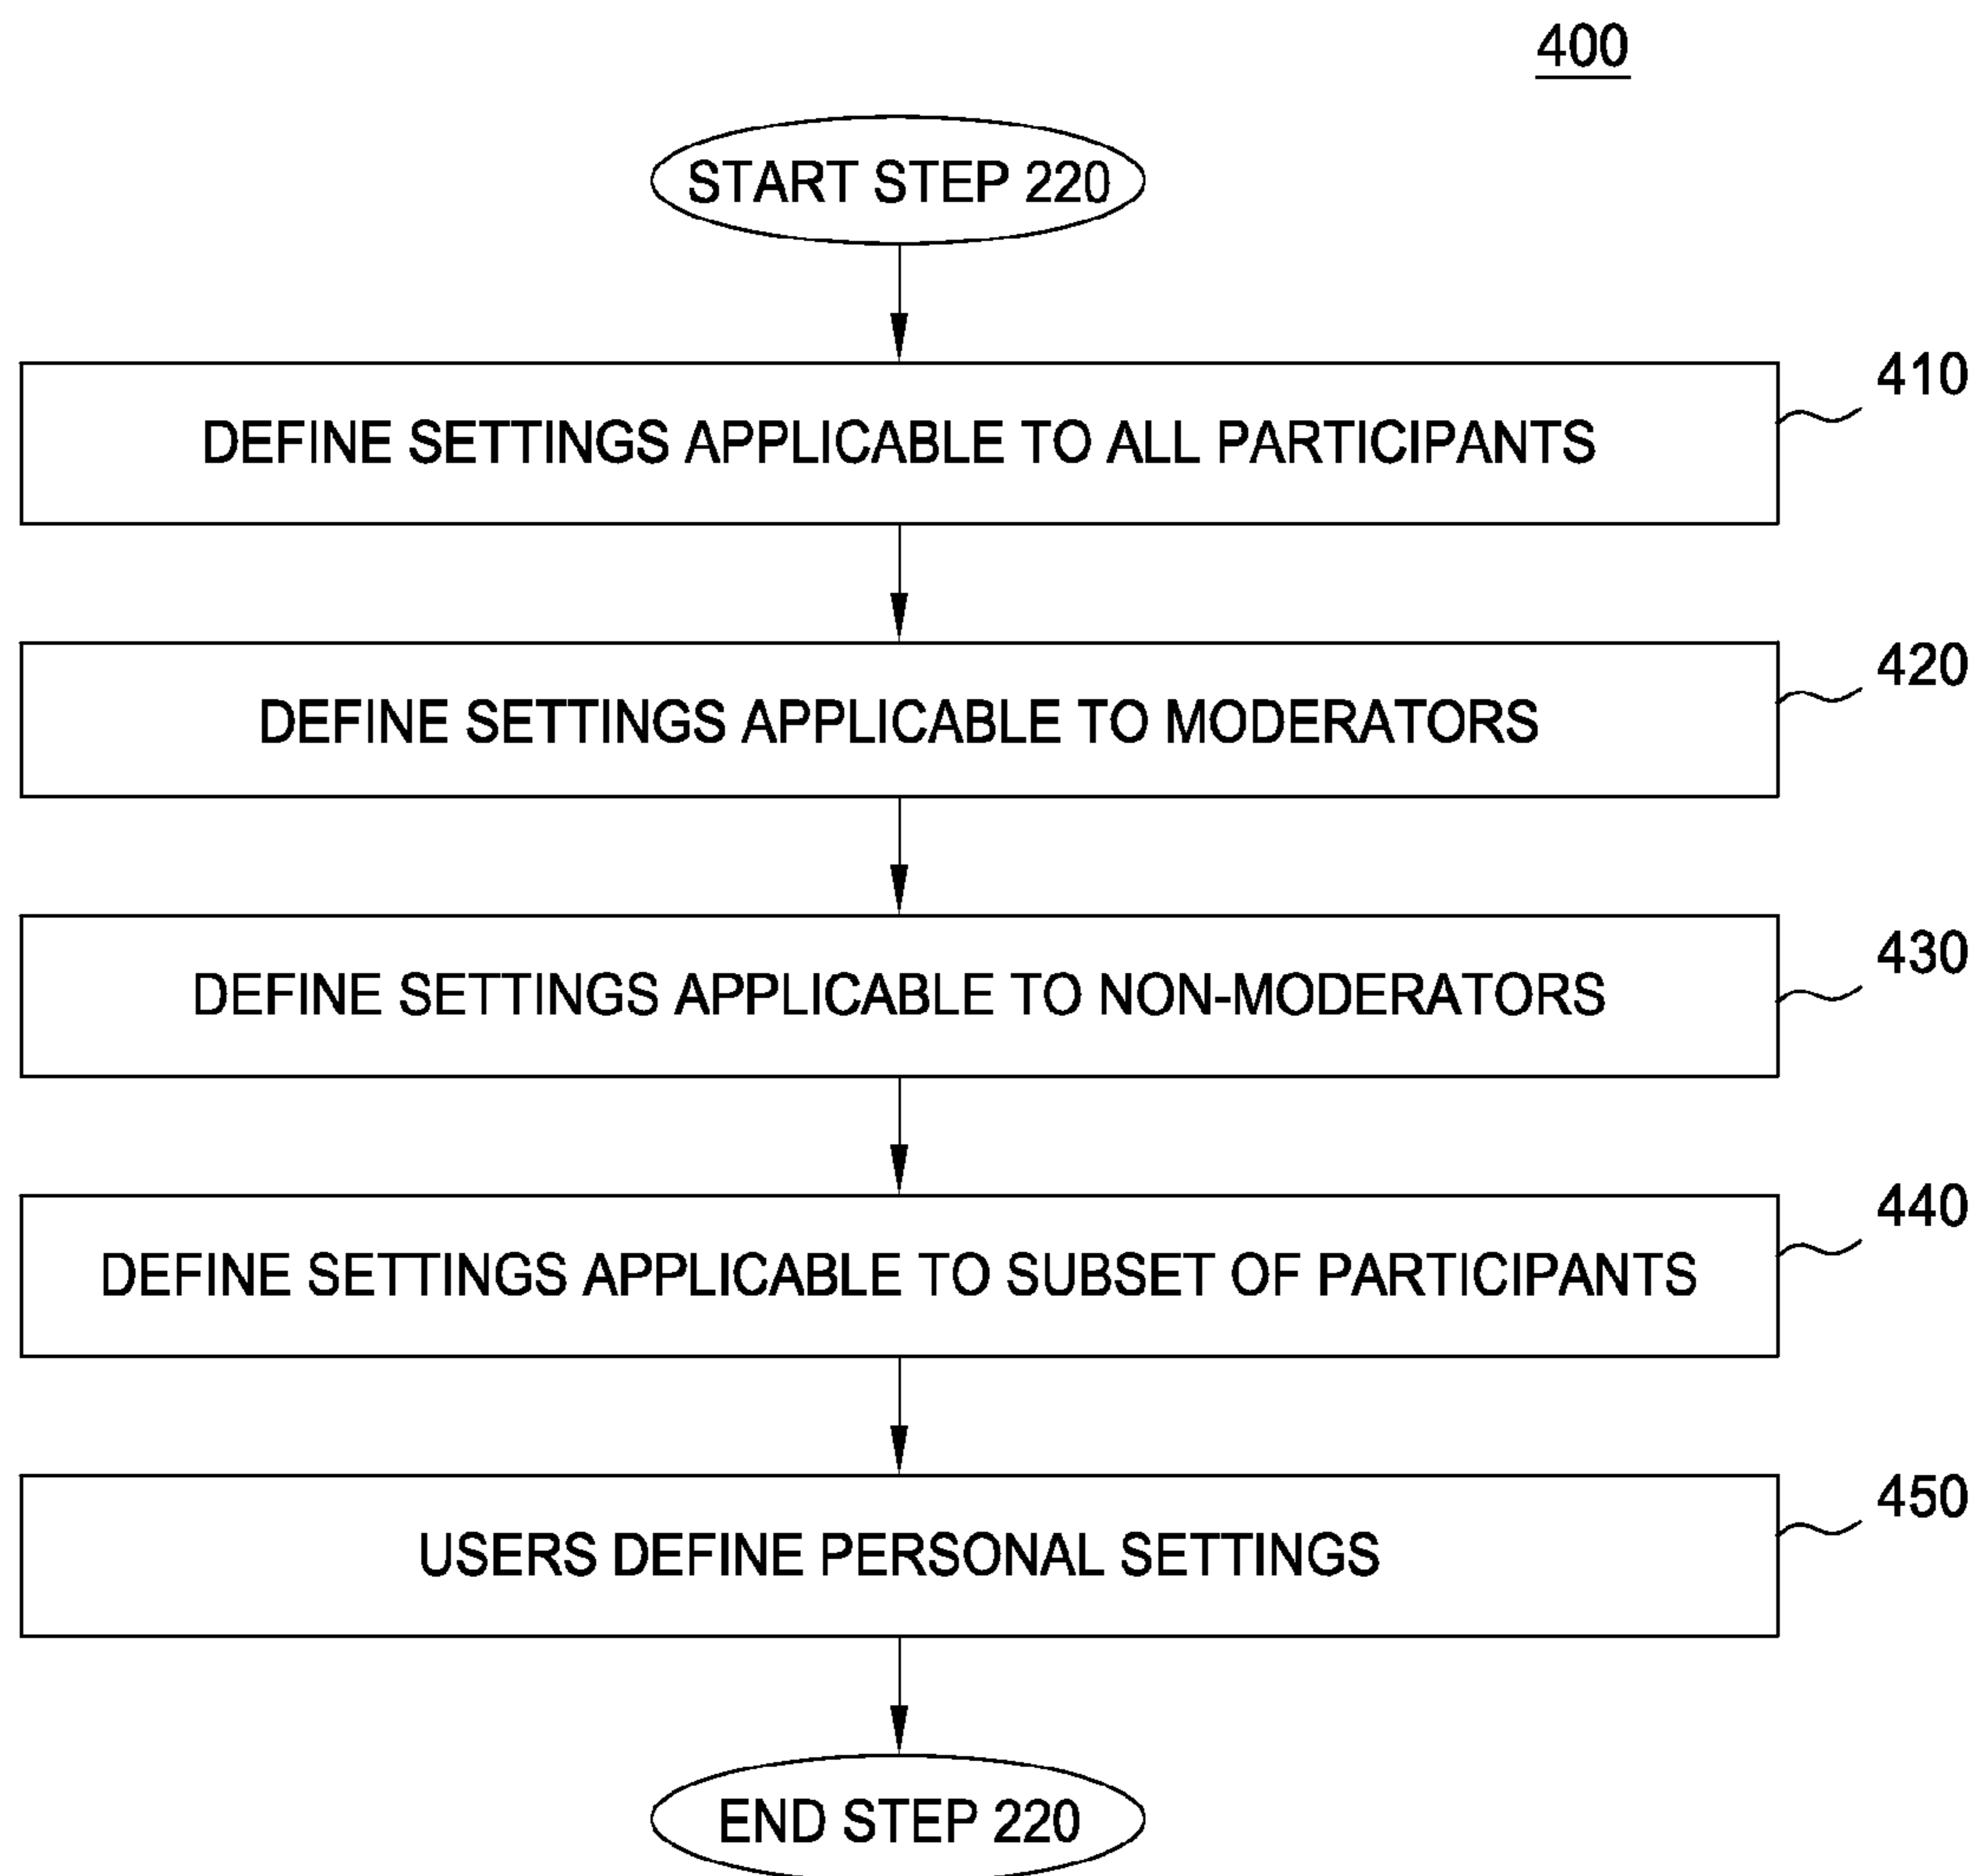 400
START STEP 220
410
DEFINE SETTINGS APPLICABLE TO ALL PARTICIPANTS
420
DEFINE SETTINGS APPLICABLE TO MODERATORS
430
DEFINE SETTINGS APPLICABLE TO NON-MODERATORS
440
DEFINE SETTINGS APPLICABLE TO SUBSET OF PARTICIPANTS
450
USERS DEFINE PERSONAL SETTINGS
END STEP 220